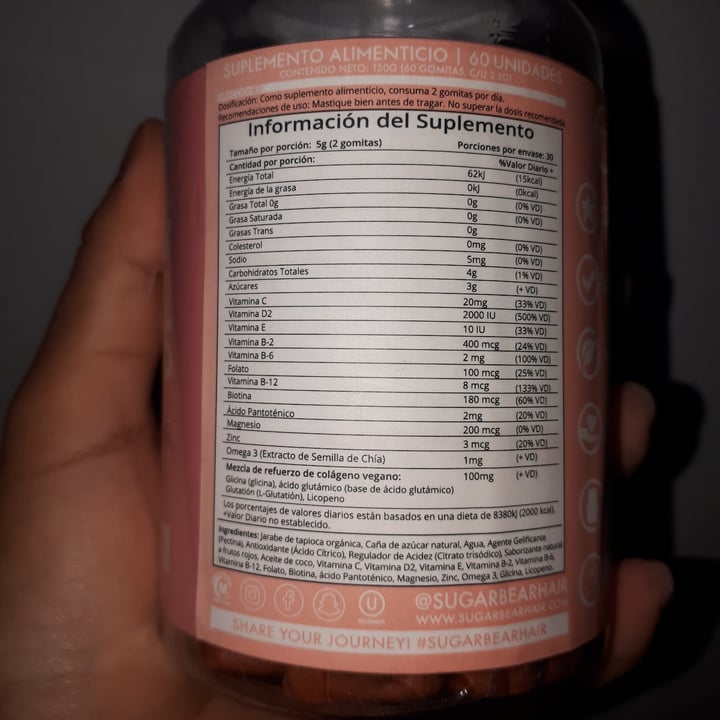 SUPLEMENTO ALIMENTICIO | 60 UNIDADES
CONTENIDO NETO: 150G (60 GOMITAS, C/U 2.5G)
Dosificación: Como suplemento alimenticio, consuma 2 gomitas por día.
Recomendaciones de uso: Mastique bien antes de tragar. No superar la dosis recomendada
Información del Suplemento
Tamaño por porción: 5g (2 gomitas) Porciones por envase: 30
Cantidad por porción: %Valor Diario +
Energía Total 62kJ (15kcal)
Energía de la grasa 0kJ (0kcal)
Grasa Total 0g 0g (0% VD)
Grasa Saturada 0g (0% VD)
Grasas Trans 0g
Colesterol 0mg (0% VD)
Sodio 5mg (0% VD)
Carbohidratos Totales 4g (1% VD)
Azúcares 3g (+ VD)
Vitamina C 20mg (33% VD)
Vitamina D2 2000 IU (500% VD)
Vitamina E 10 IU (33% VD)
Vitamina B-2 400 mcg (24% VD)
Vitamina B-6 2 mg (100% VD)
Folato 100 mcg (25% VD)
Vitamina B-12 8 mcg (133% VD)
Biotina 180 mcg (60% VD)
Ácido Pantoténico 2mg (20% VD)
Magnesio 200 mcg (0% VD)
Zinc 3 mcg (20% VD)
Omega 3 (Extracto de Semilla de Chía) 1mg (+ VD)
Mezcla de refuerzo de colágeno vegano: 100mg (+ VD)
Glicina (glicina), ácido glutámico (base de ácido glutámico)
Glutatión (L-Glutatión), Licopeno
Los porcentajes de valores diarios están basados en una dieta de 8380kJ (2000 kcal).
+Valor Diario no establecido.
Ingredientes: Jarabe de tapioca orgánica, Caña de azúcar natural, Agua, Agente Gelificante
(Pectina), Antioxidante (Ácido Cítrico), Regulador de Acidez (Citrato trisódico), Saborizante natural
a frutos rojos, Aceite de coco, Vitamina C, Vitamina D2, Vitamina E, Vitamina B-2, Vitamina B-6,
Vitamina B-12, Folato, Biotina, ácido Pantoténico, Magnesio, Zinc, Omega 3, Glicina, Licopeno.
U
KOSHER
@SUGARBEARHAIR
WWW.SUGARBEARHAIR.COM
SHARE YOUR JOURNEY! #SUGARBEARHAIR